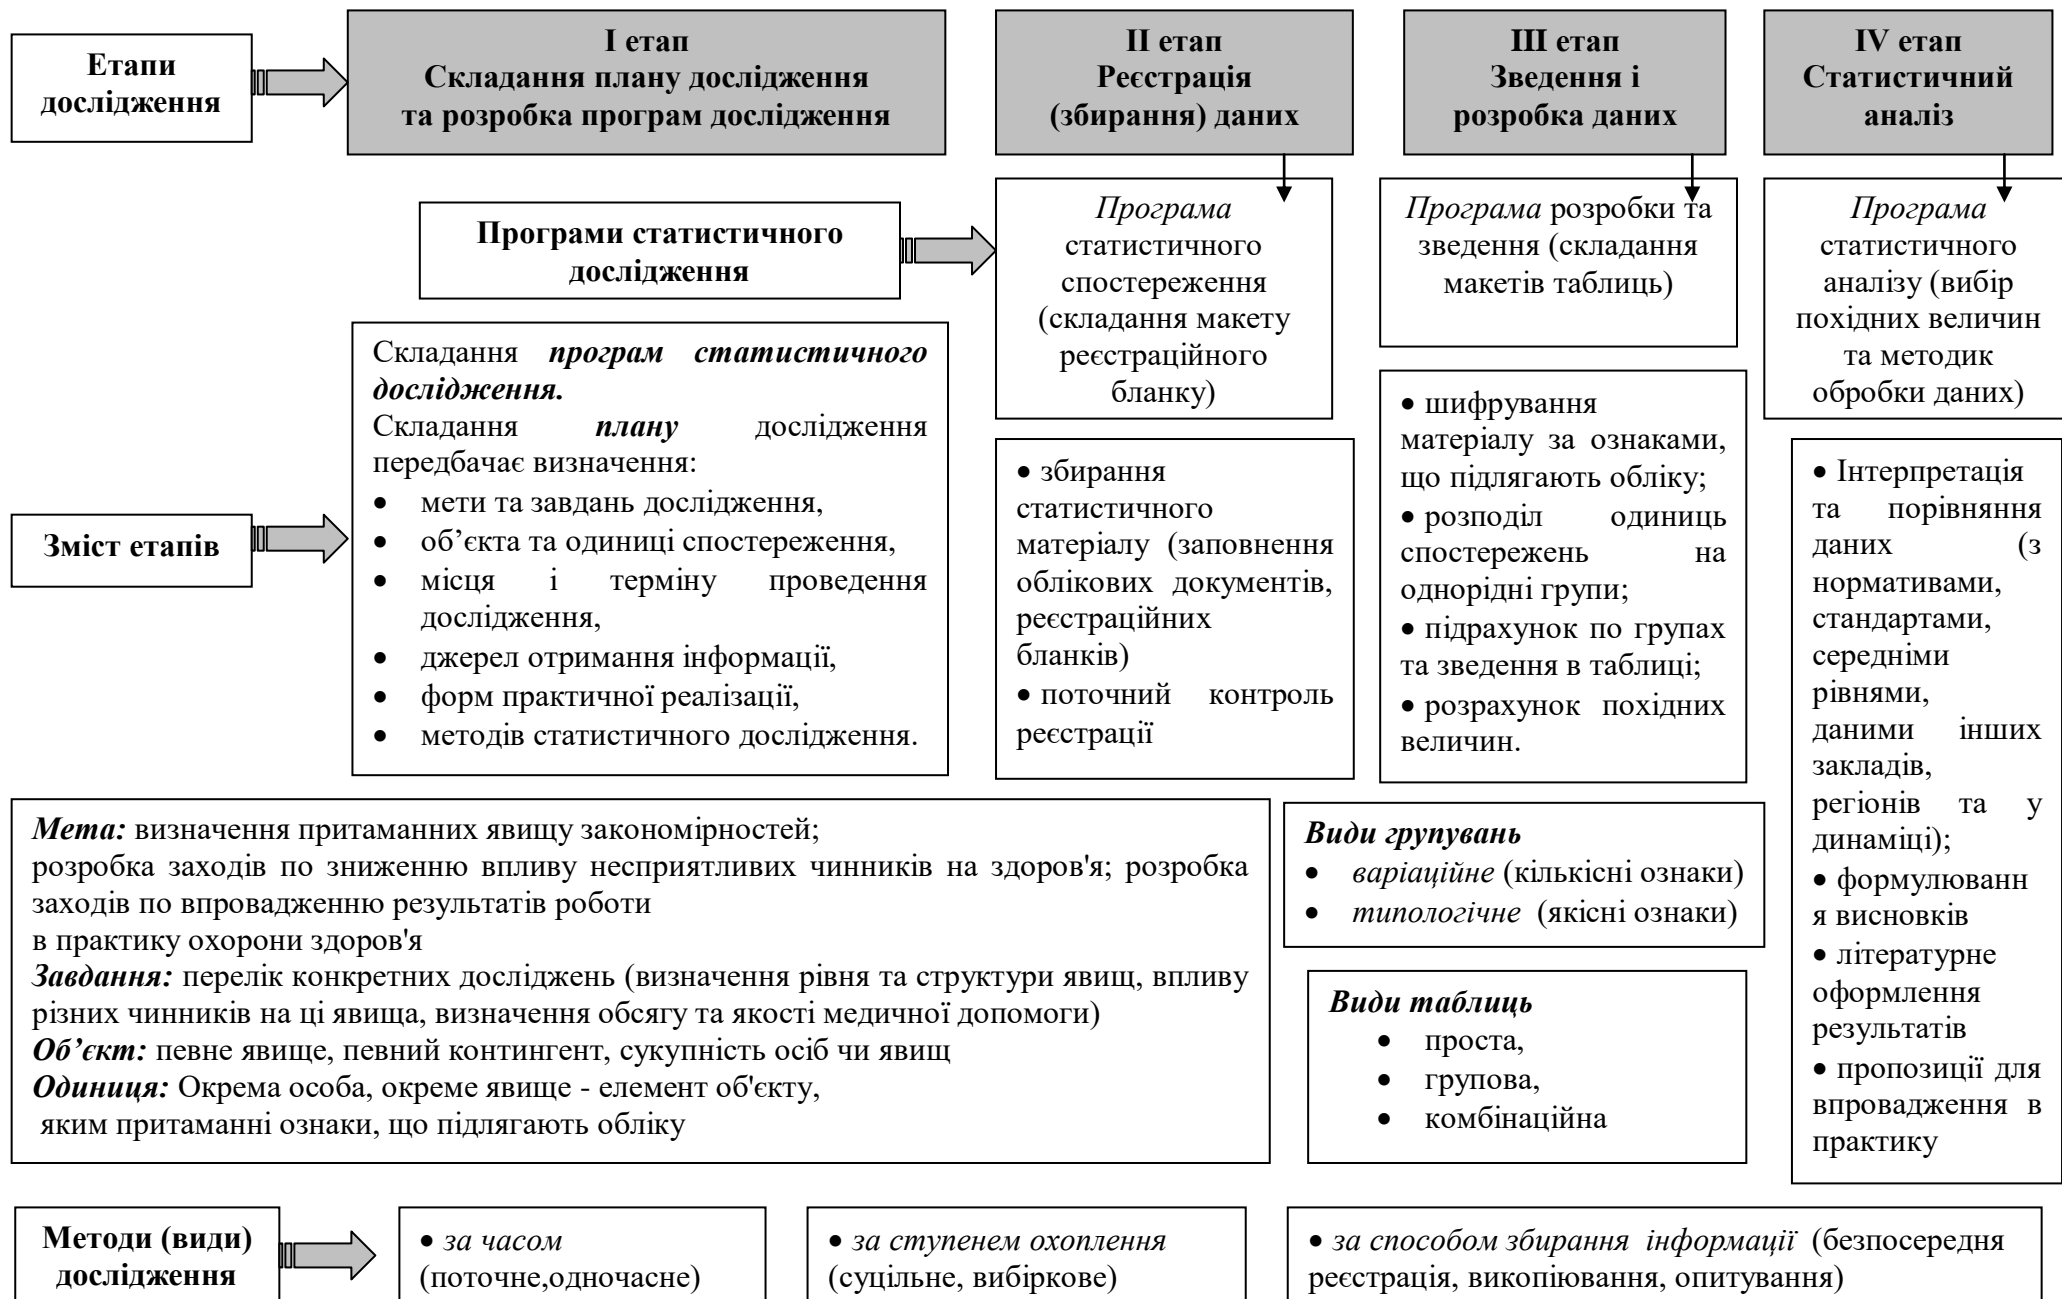 Етапи
дослідження
І етап
Складання плану дослідження
та розробка програм дослідження
ІІ етап
Реєстрація
(збирання) даних
ІІІ етап
Зведення і
розробка даних
IV етап
Статистичний
аналіз
Програми статистичного
дослідження
Програма
статистичного
спостереження
(складання макету
реєстраційного
бланку)
Програма розробки та
зведення (складання
макетів таблиць)
Програма
статистичного
аналізу (вибір
похідних величин
та методик
обробки даних)
Зміст етапів
Складання програм статистичного
дослідження.
Складання плану дослідження
передбачає визначення:
• мети та завдань дослідження,
• об’єкта та одиниці спостереження,
• місця і терміну проведення
дослідження,
• джерел отримання інформації,
• форм практичної реалізації,
• методів статистичного дослідження.
• збирання
статистичного
матеріалу (заповнення
облікових документів,
реєстраційних
бланків)
• поточний контроль
реєстрації
• шифрування
матеріалу за ознаками,
що підлягають обліку;
• розподіл одиниць
спостережень на
однорідні групи;
• підрахунок по групах
та зведення в таблиці;
• розрахунок похідних
величин.
• Інтерпретація
та порівняння
даних (з
нормативами,
стандартами,
середніми
рівнями,
даними інших
закладів,
регіонів та у
динаміці);
• формулюванн
я висновків
• літературне
оформлення
результатів
• пропозиції для
впровадження в
практику
Мета: визначення притаманних явищу закономірностей;
розробка заходів по зниженню впливу несприятливих чинників на здоров'я; розробка
заходів по впровадженню результатів роботи
в практику охорони здоров'я
Завдання: перелік конкретних досліджень (визначення рівня та структури явищ, впливу
різних чинників на ці явища, визначення обсягу та якості медичної допомоги)
Об’єкт: певне явище, певний контингент, сукупність осіб чи явищ
Одиниця: Окрема особа, окреме явище - елемент об'єкту,
яким притаманні ознаки, що підлягають обліку
Види групувань
• варіаційне (кількісні ознаки)
• типологічне (якісні ознаки)
Види таблиць
• проста,
• групова,
• комбінаційна
Методи (види)
дослідження
• за часом
(поточне,одночасне)
• за ступенем охоплення
(суцільне, вибіркове)
• за способом збирання інформації (безпосередня
реєстрація, викопіювання, опитування)